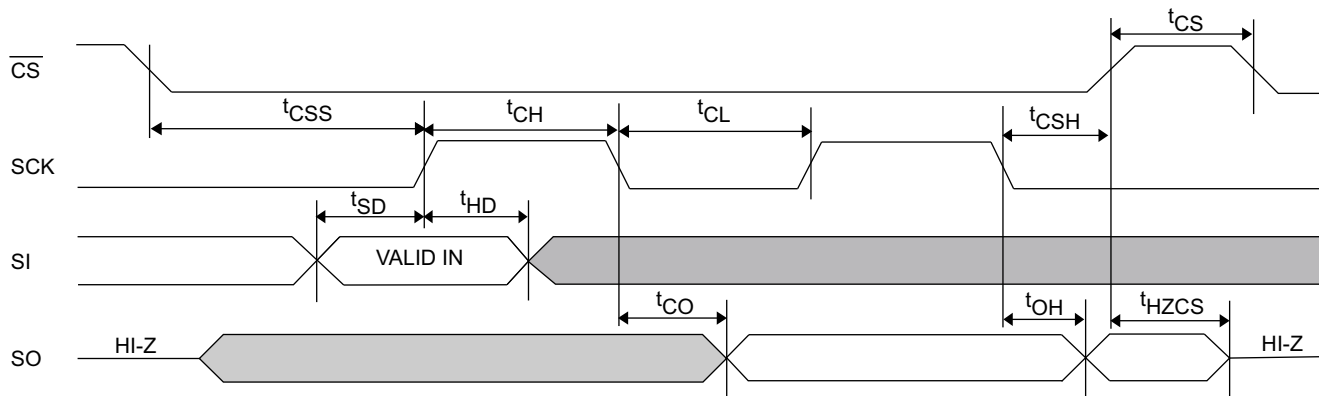 tCS
CS
tCSS
tCH
tCL
tCSH
SCK
tSD
tHD
SI
VALID IN
tCO
tOH
tHZCS
SO
HI-Z
HI-Z